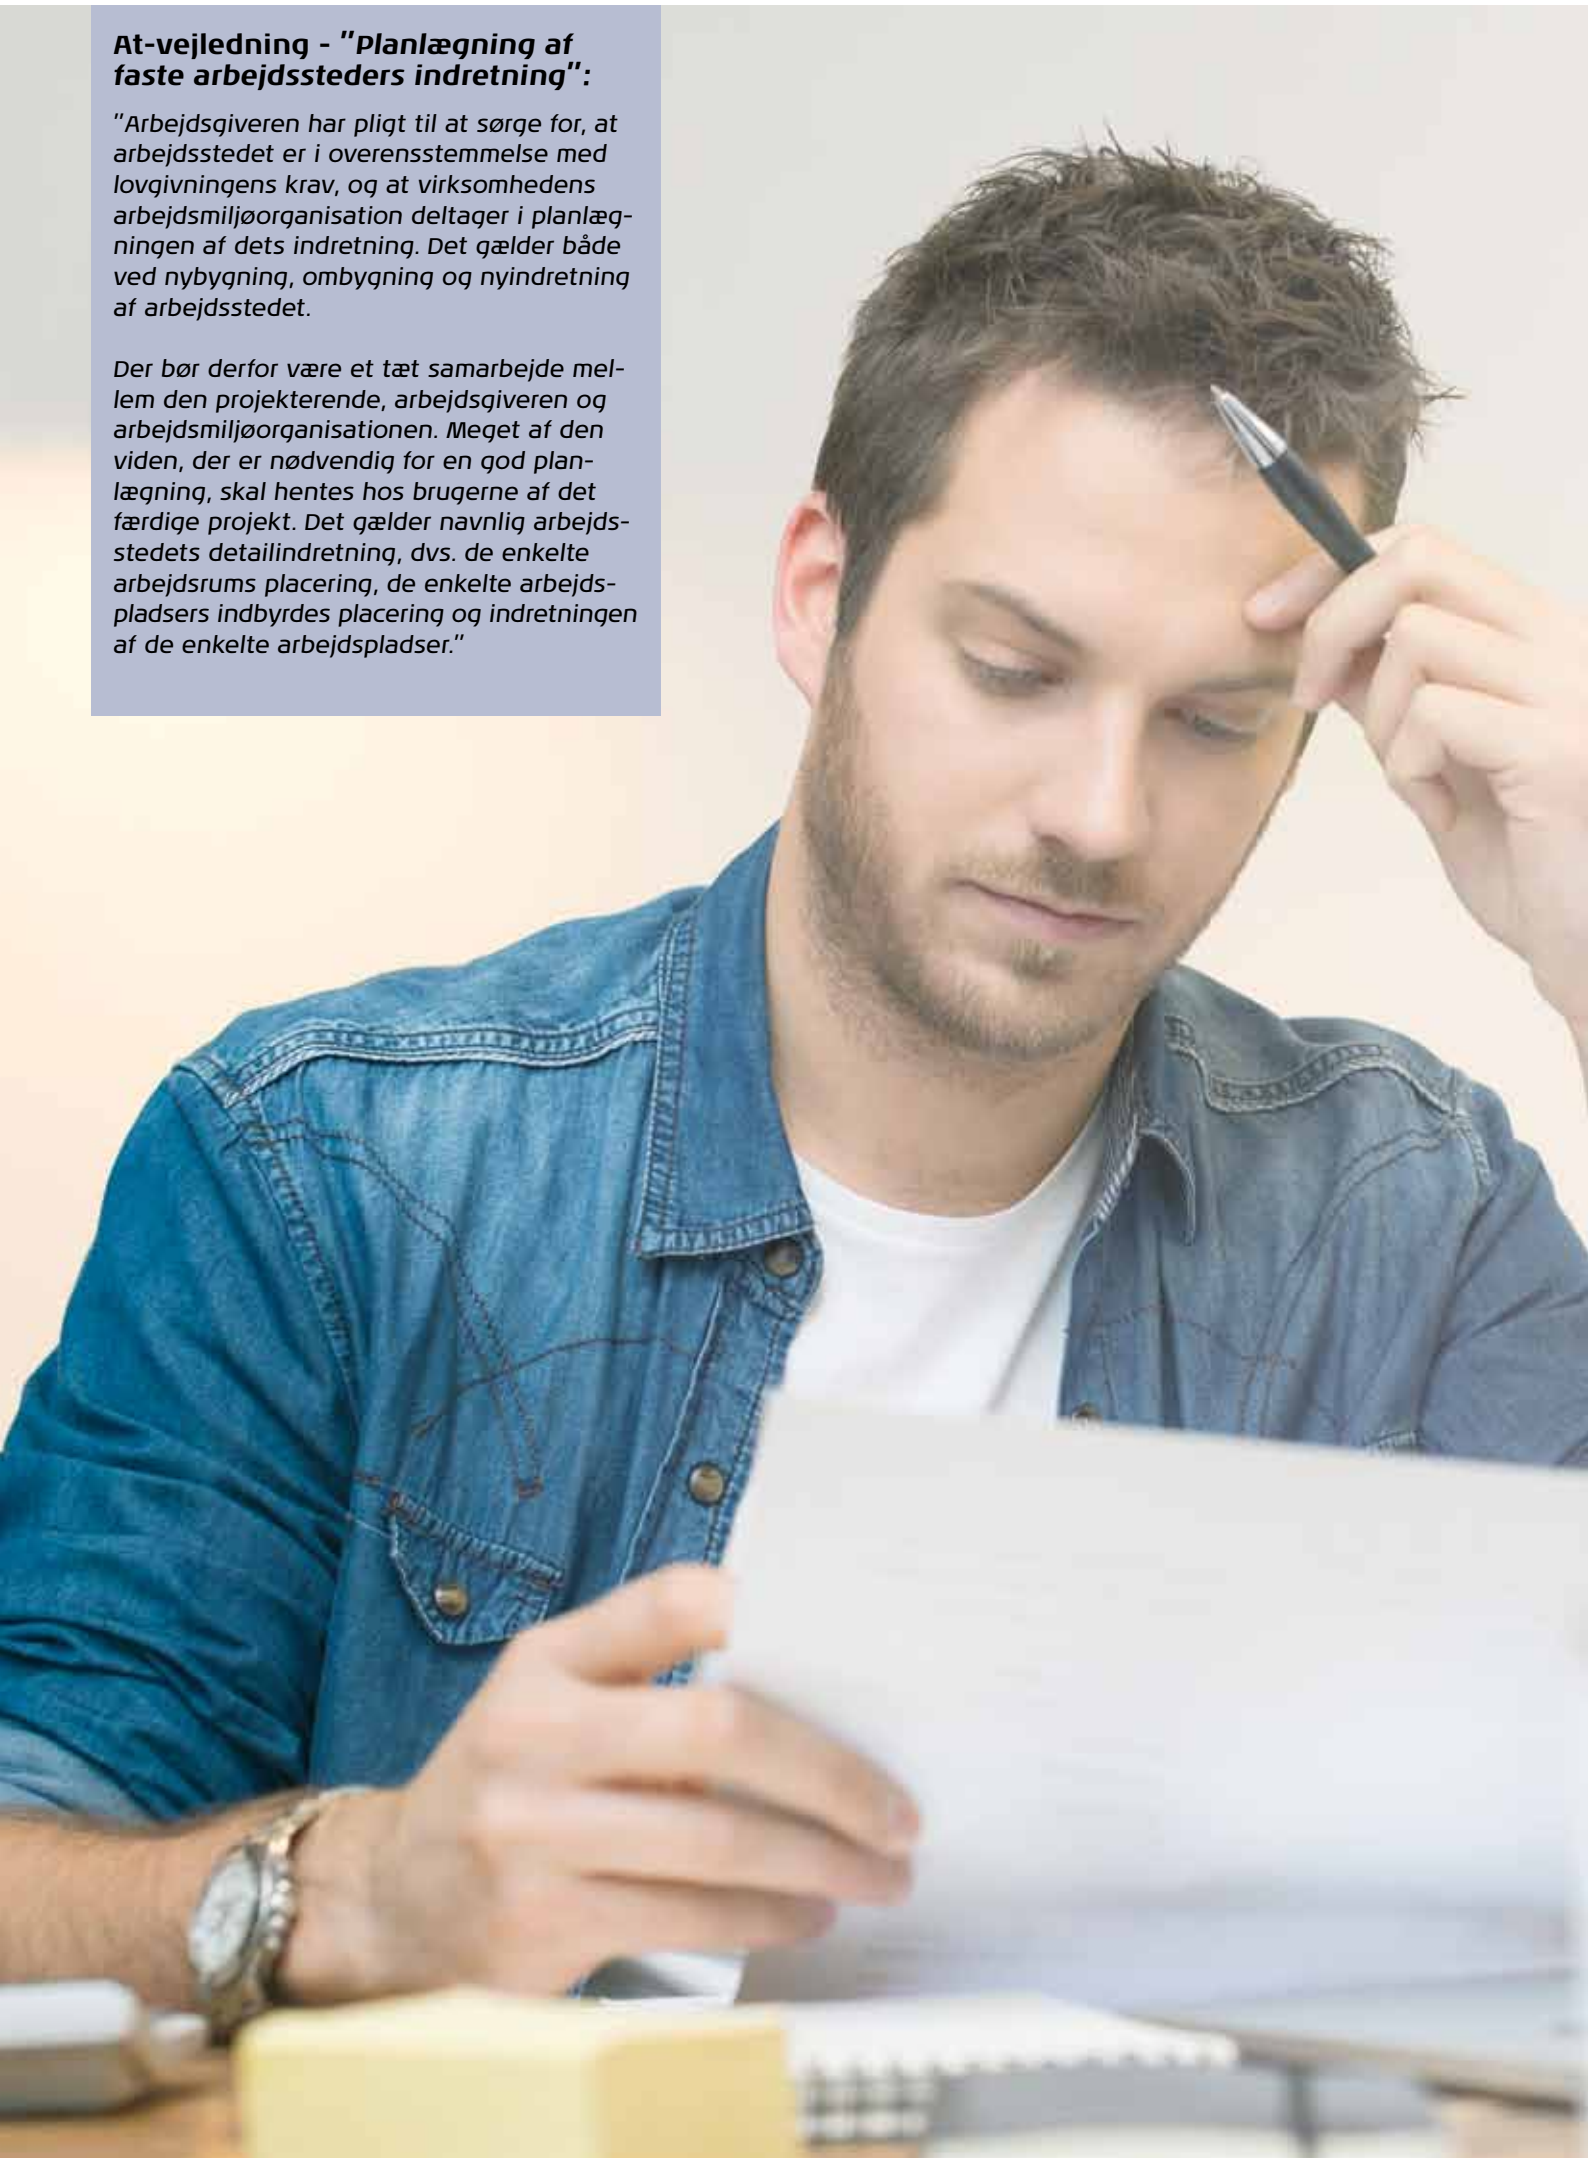 At-vejledning - "Planlægning af
faste arbejdssteders indretning":
"Arbejdsgiveren har pligt til at sørge for, at
arbejdsstedet er i overensstemmelse med
lovgivningens krav, og at virksomhedens
arbejdsmiljøorganisation deltager i planlæg-
ningen af dets indretning. Det gælder både
ved nybygning, ombygning og nyindretning
af arbejdsstedet.
Der bør derfor være et tæt samarbejde mel-
lem den projekterende, arbejdsgiveren og
arbejdsmiljøorganisationen. Meget af den
viden, der er nødvendig for en god plan-
lægning, skal hentes hos brugerne af det
færdige projekt. Det gælder navnlig arbejds-
stedets detailindretning, dvs. de enkelte
arbejdsrums placering, de enkelte arbejds-
pladsers indbyrdes placering og indretningen
af de enkelte arbejdspladser."